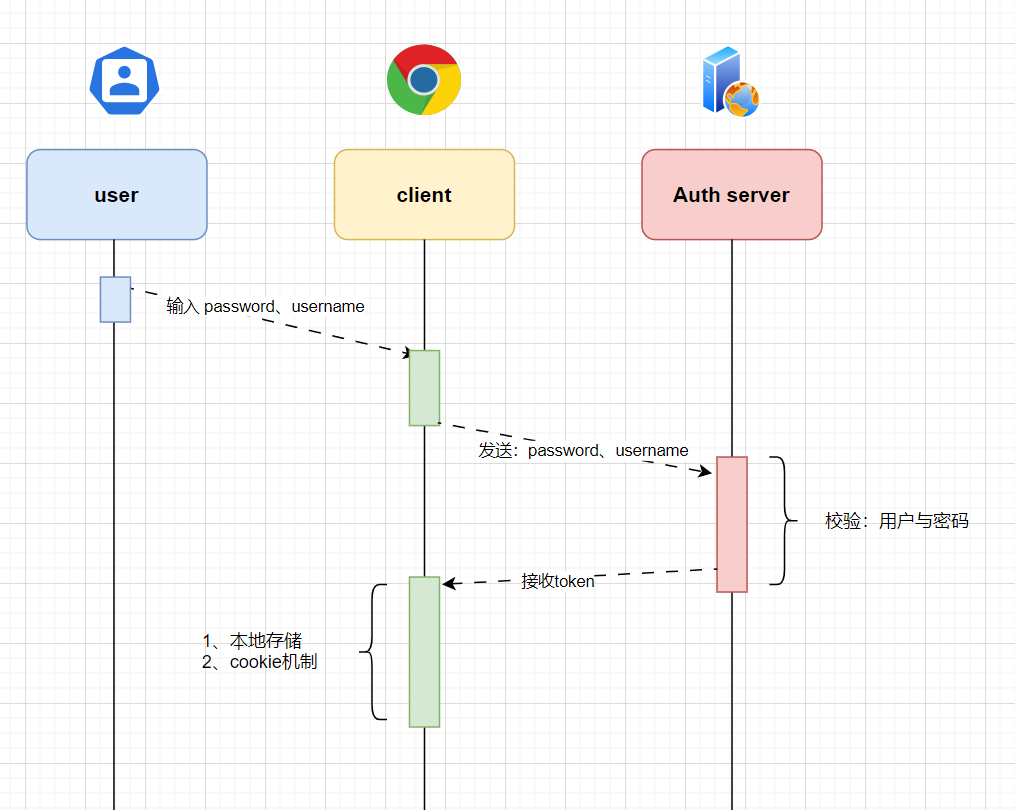 user
client
Auth server
输入 password、username
发送：password、username
校验：用户与密码
接收token
1、本地存储
2、cookie机制